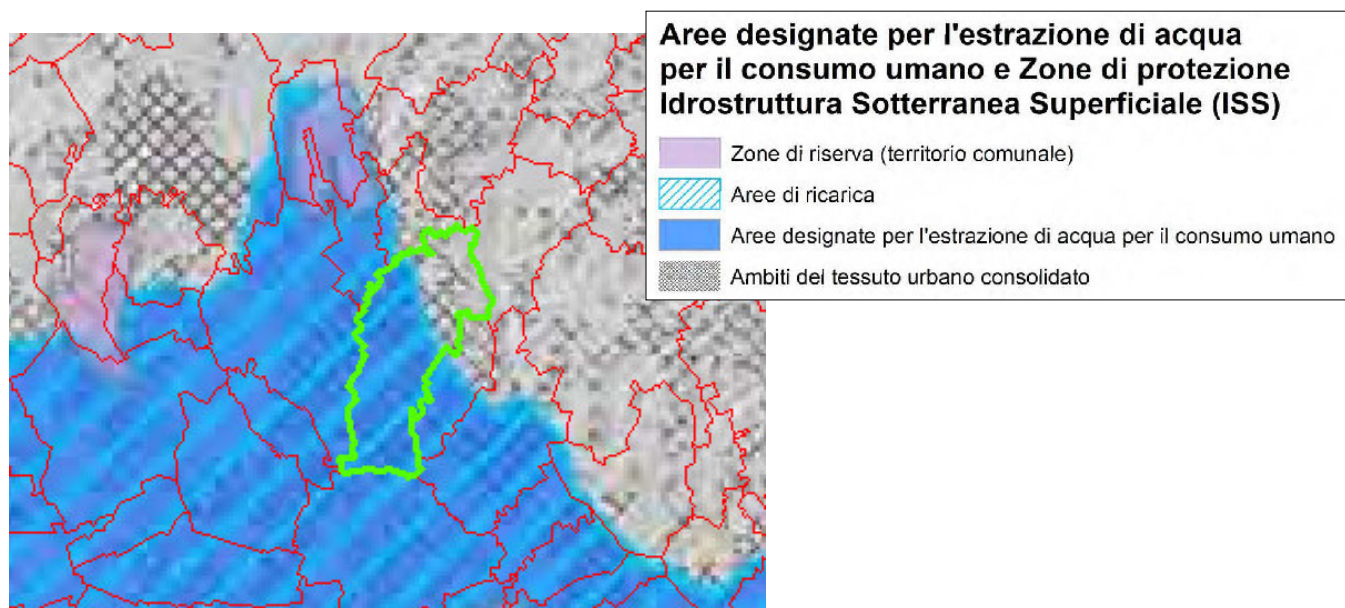 Aree designate per l'estrazione di acqua
per il consumo umano e Zone di protezione
Idrostruttura Sotterranea Superficiale (ISS)
Zone di riserva (territorio comunale)
Aree di ricarica
Aree designate per l'estrazione di acqua per il consumo umano
Ambiti del tessuto urbano consolidato